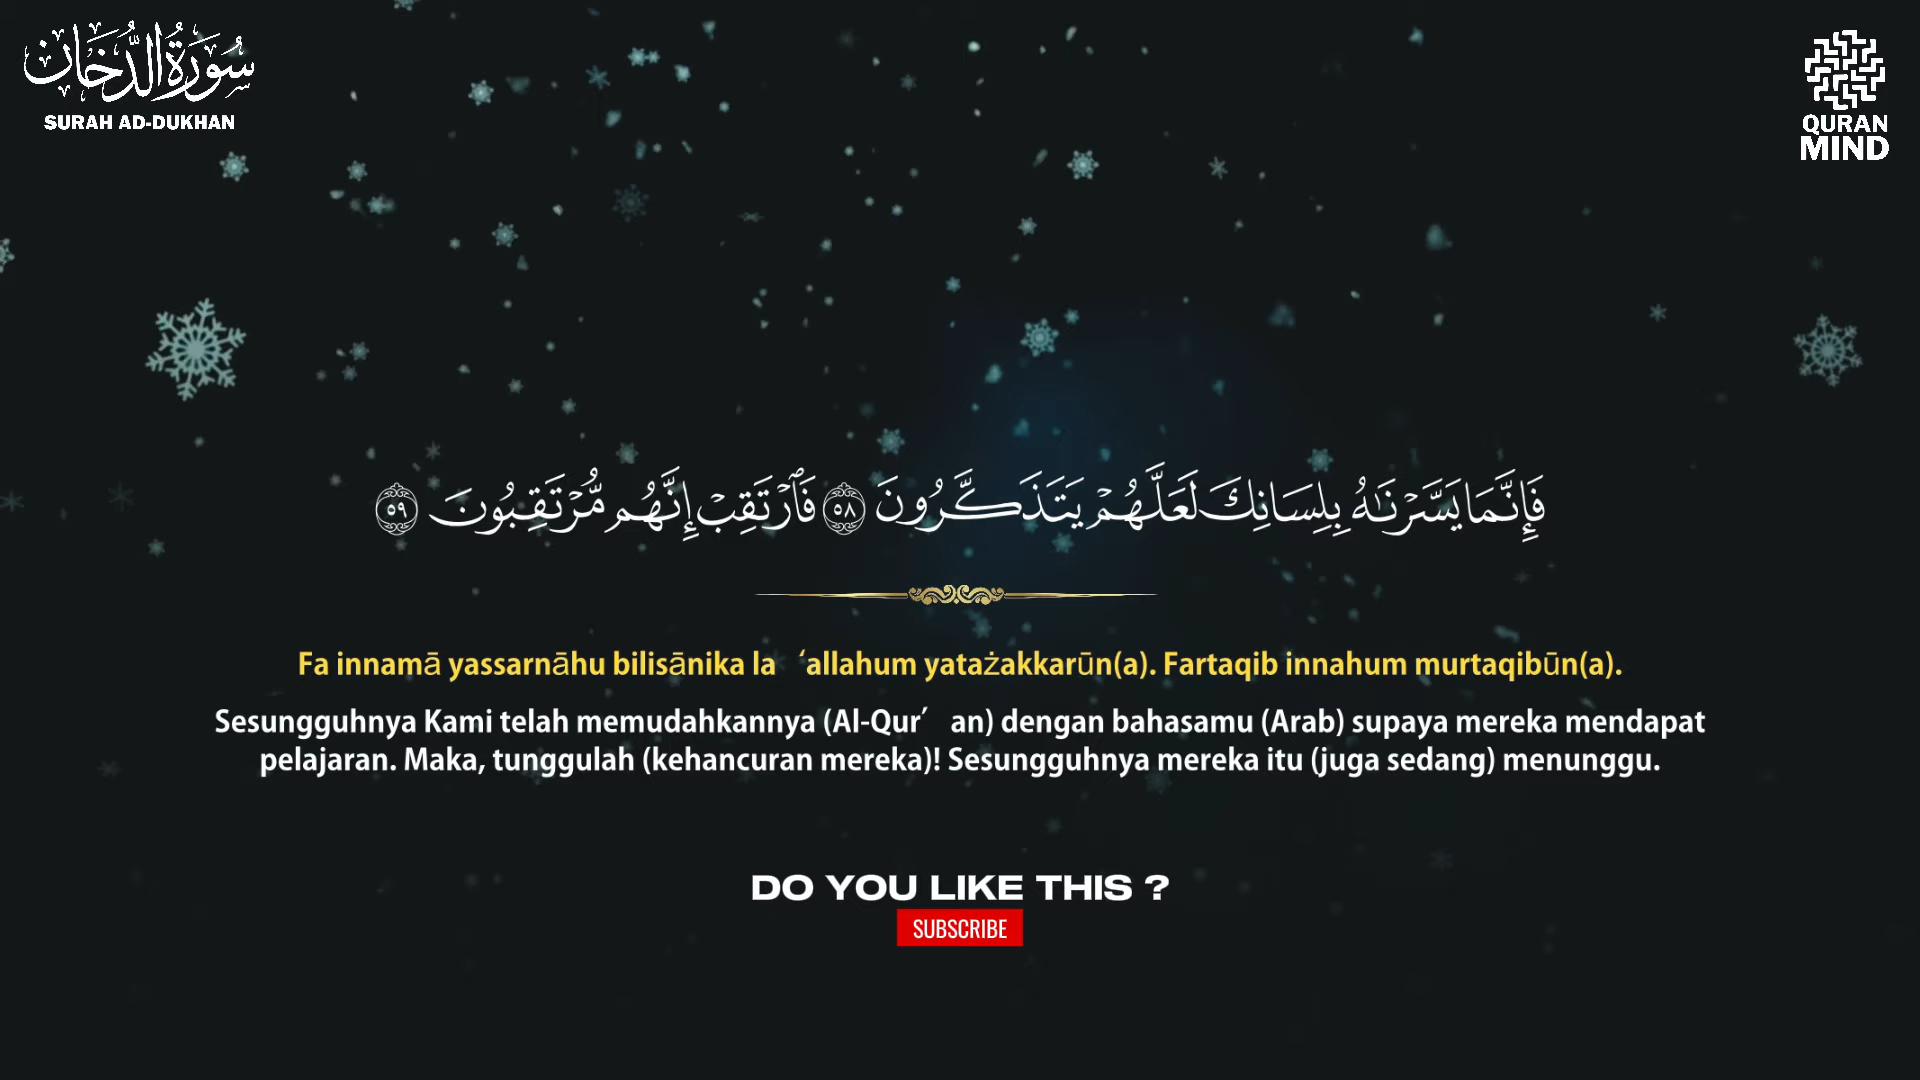 سُورَةُ الدُّخَان
SURAH AD-DUKHAN
QURAN
MIND
فَإِنَّمَا يَسَّرْنَٰهُ بِلِسَانِكَ لَعَلَّهُمْ يَتَذَكَّرُونَ ٥٨ فَٱرْتَقِبْ إِنَّهُم مُّرْتَقِبُونَ ٥٩
Fa innamā yassarnāhu bilisānika la‘allahum yatażakkarūn(a). Fartaqib innahum murtaqibūn(a).
Sesungguhnya Kami telah memudahkannya (Al-Qur′an) dengan bahasamu (Arab) supaya mereka mendapat
pelajaran. Maka, tunggulah (kehancuran mereka)! Sesungguhnya mereka itu (juga sedang) menunggu.
DO YOU LIKE THIS ?
SUBSCRIBE